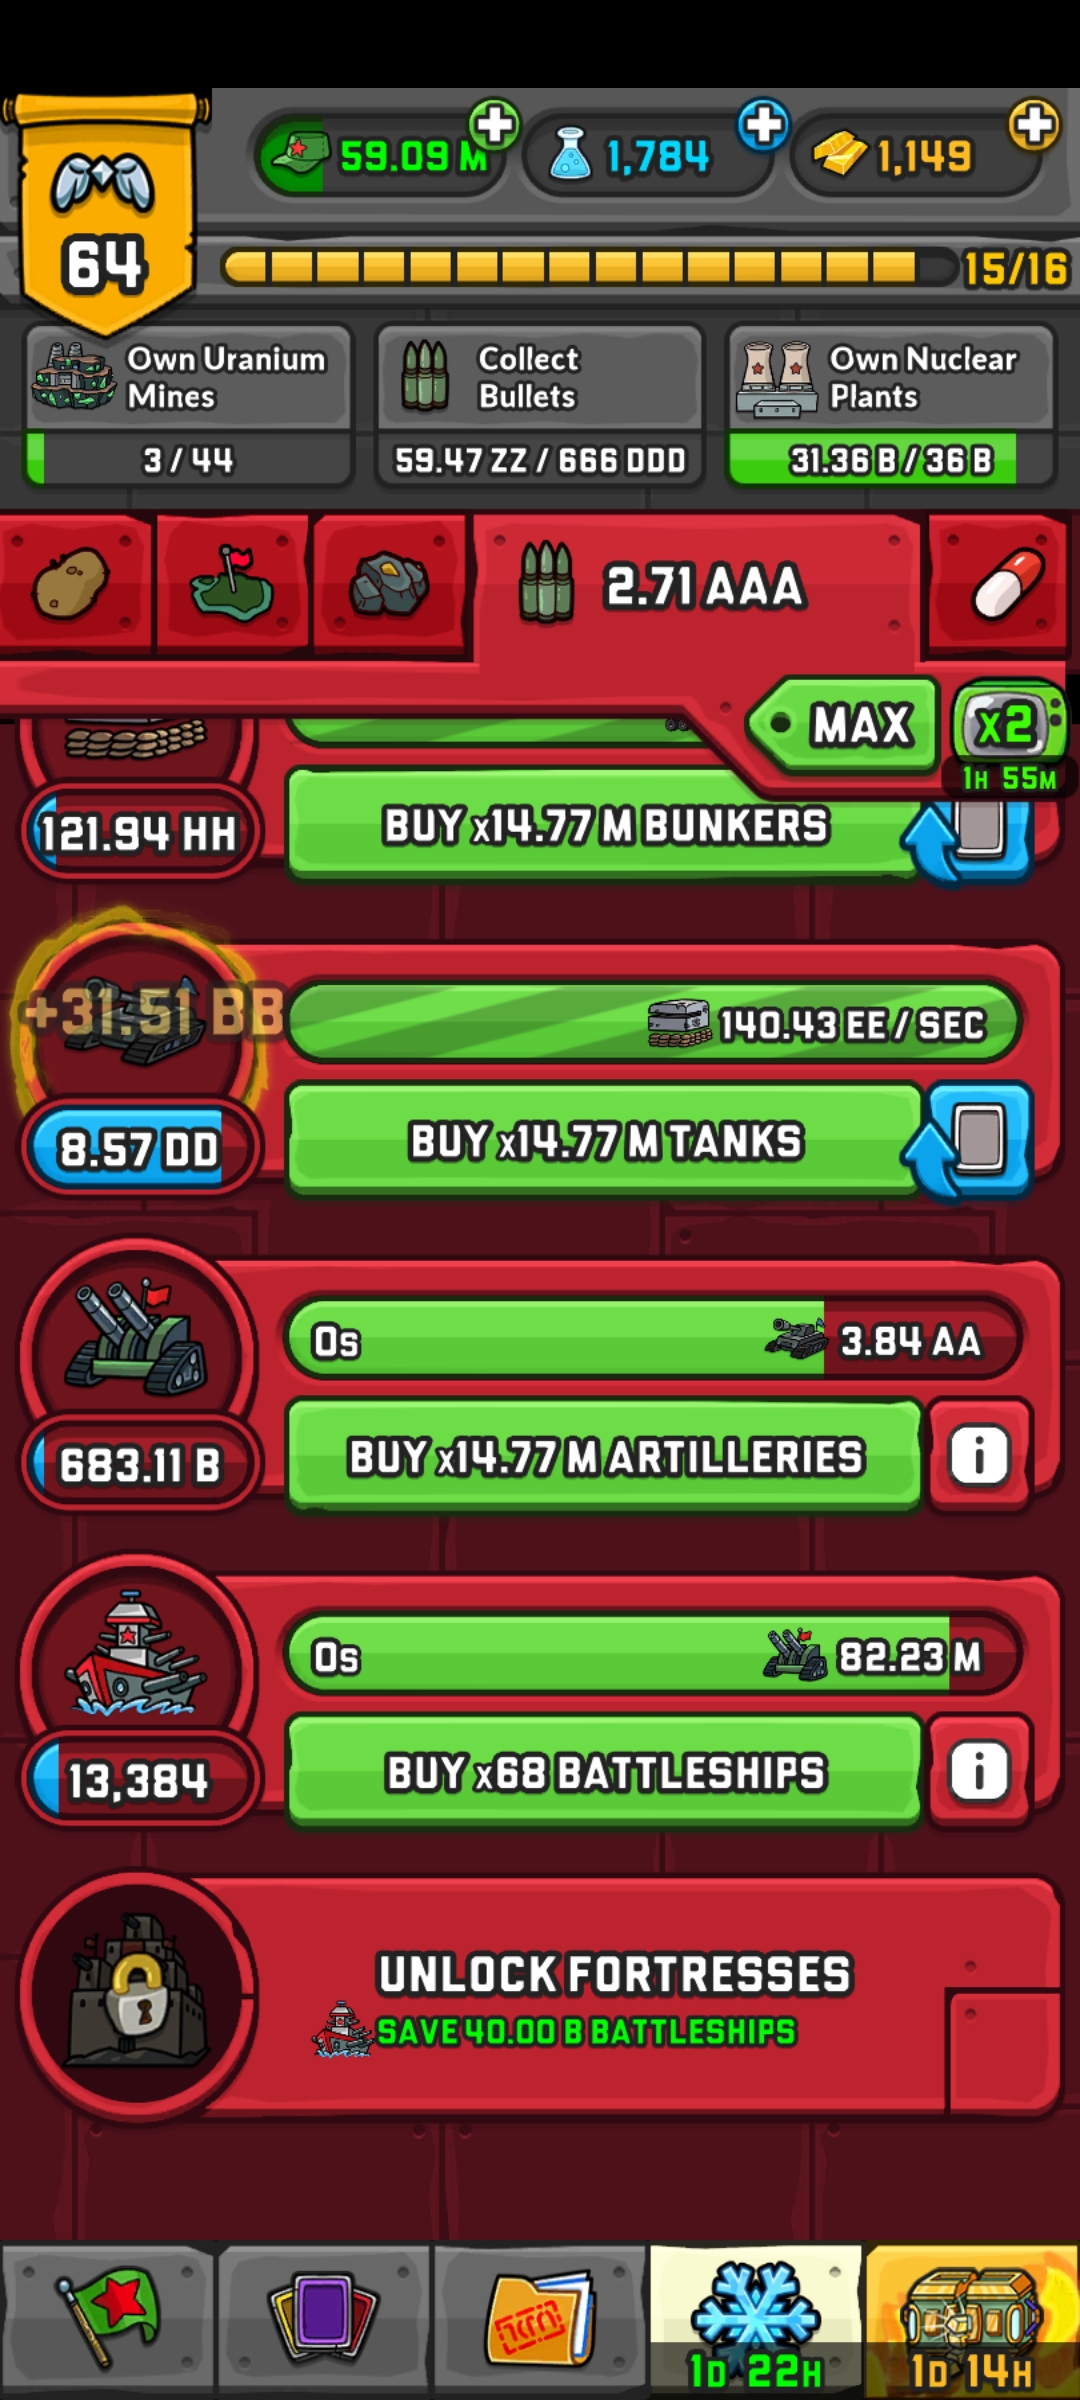 59.09 M
1,784
1,149
64
15/16
Own Uranium
Mines
3 / 44
Collect
Bullets
59.47 ZZ / 666 DDD
Own Nuclear
Plants
31.36 B / 36 B
2.71 AAA
MAX
x2
1H 55M
121.94 HH
BUY x14.77 M BUNKERS
+31.51 BB
140.43 EE / SEC
8.57 DD
BUY x14.77 M TANKS
0s
3.84 AA
683.11 B
BUY x14.77 M ARTILLERIES
i
0s
82.23 M
13,384
BUY x68 BATTLESHIPS
i
UNLOCK FORTRESSES
SAVE 40.00 B BATTLESHIPS
1D 22H
1D 14H